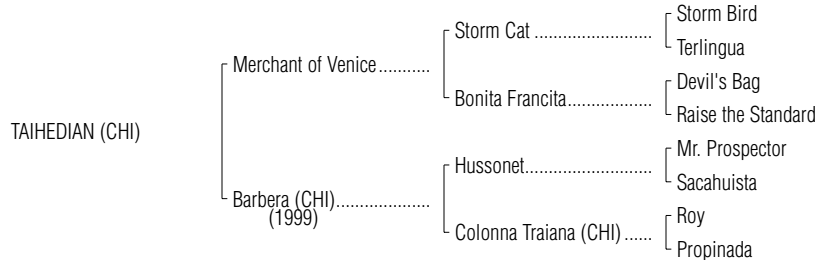 Storm Bird
Storm Cat ..........................
Terlingua
Merchant of Venice...........
Devil's Bag
Bonita Francita...................
Raise the Standard
TAIHEDIAN (CHI)
Mr. Prospector
Hussonet............................
Sacahuista
Barbera (CHI)....................
(1999)
Roy
Colonna Traiana (CHI) ......
Propinada